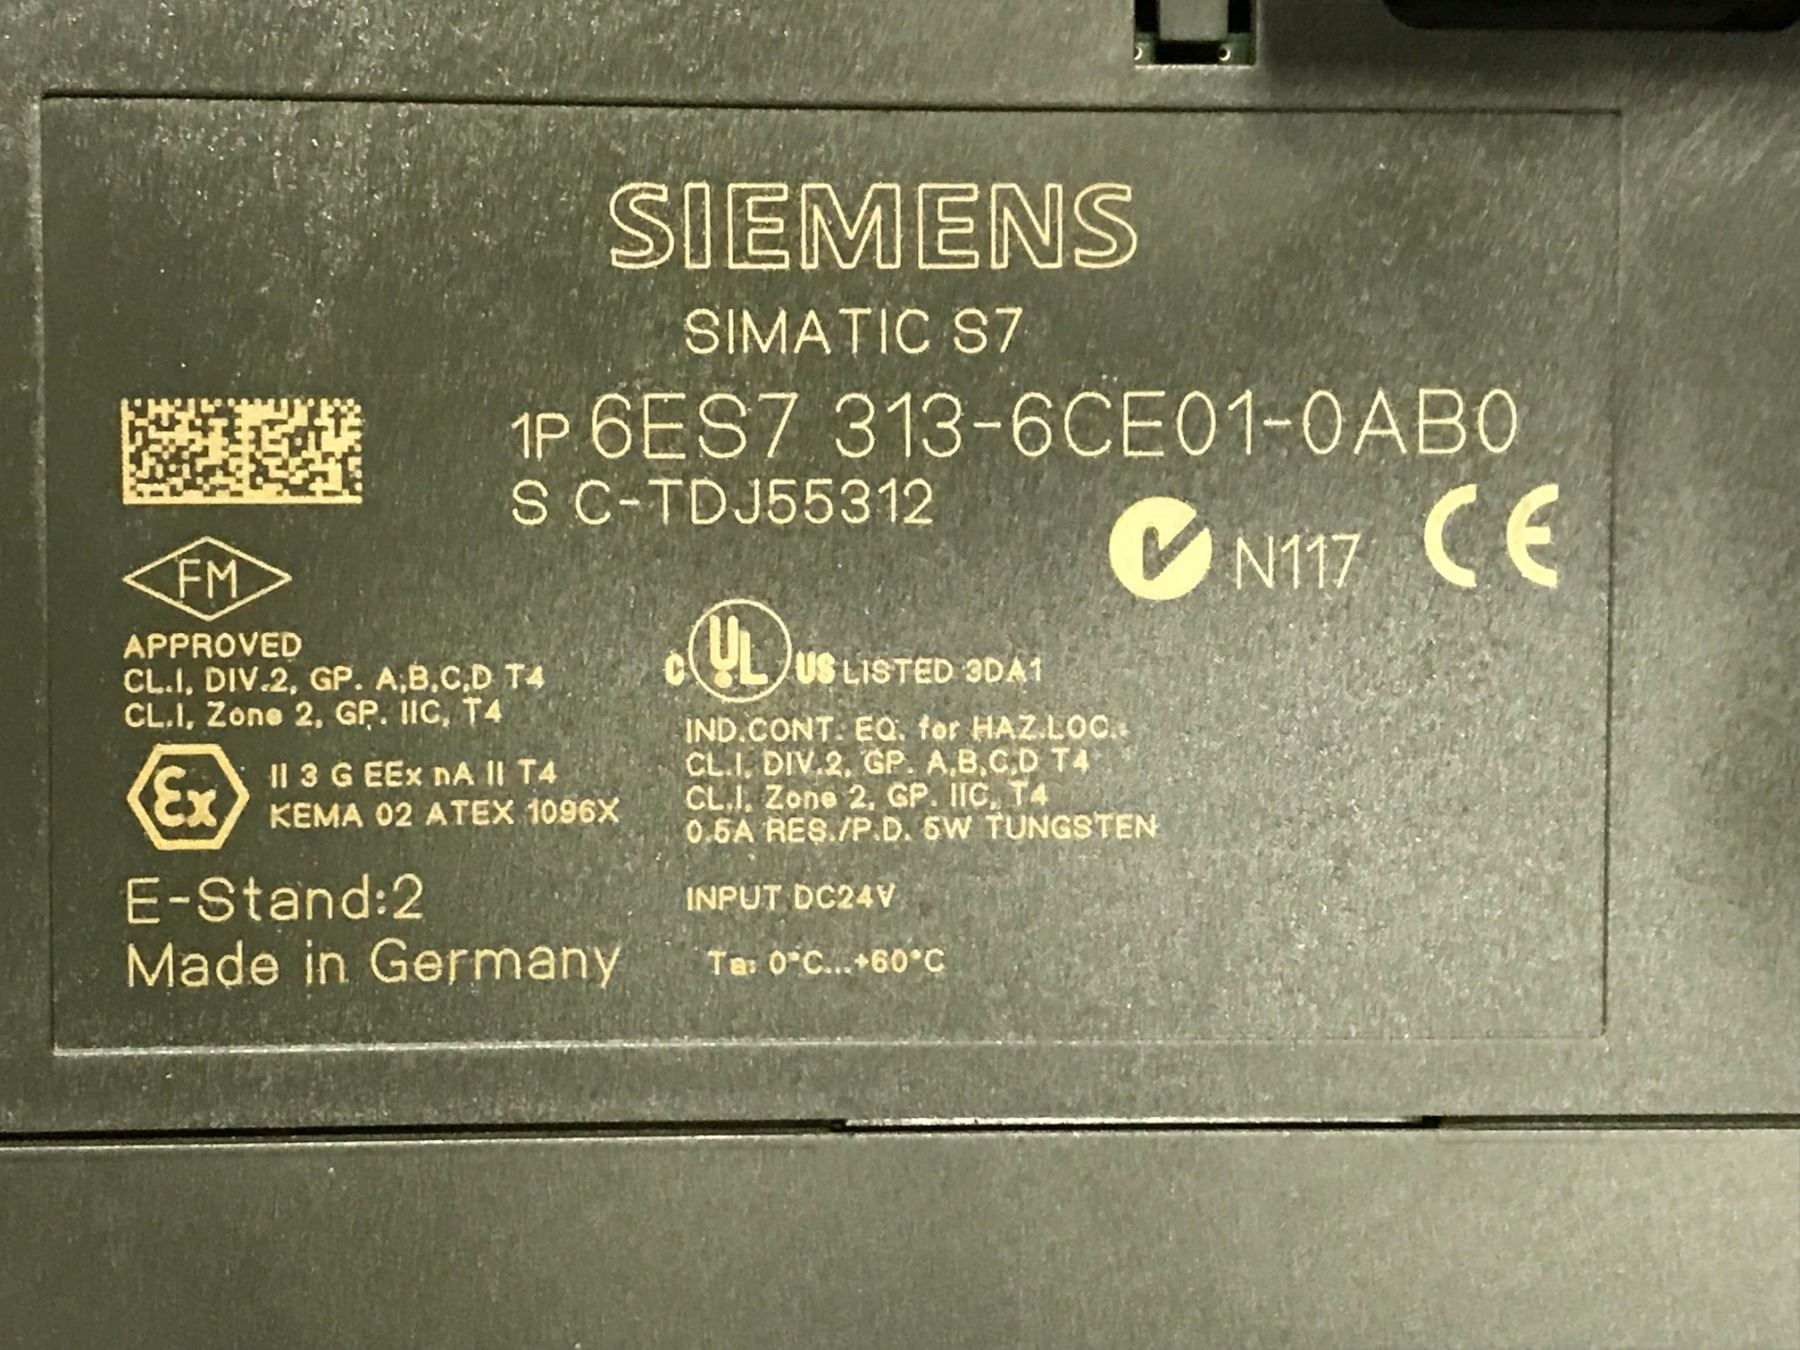 SIEMENS
SIMATIC S7
1P 6ES7 313-6CE01-0AB0
S C-TDJ55312
N117 CE
FM
APPROVED
CL.I, DIV.2, GP. A,B,C,D T4
CL.I, Zone 2, GP. IIC, T4
Ex
II 3 G EEx nA II T4
KEMA 02 ATEX 1096X
C UL US LISTED 3DA1
IND.CONT. EQ. for HAZ.LOC.:
CL.I, DIV.2, GP. A,B,C,D T4
CL.I, Zone 2, GP. IIC, T4
0.5A RES./P.D. 5W TUNGSTEN
E-Stand:2
Made in Germany
INPUT DC24V
Ta: 0°C...+60°C